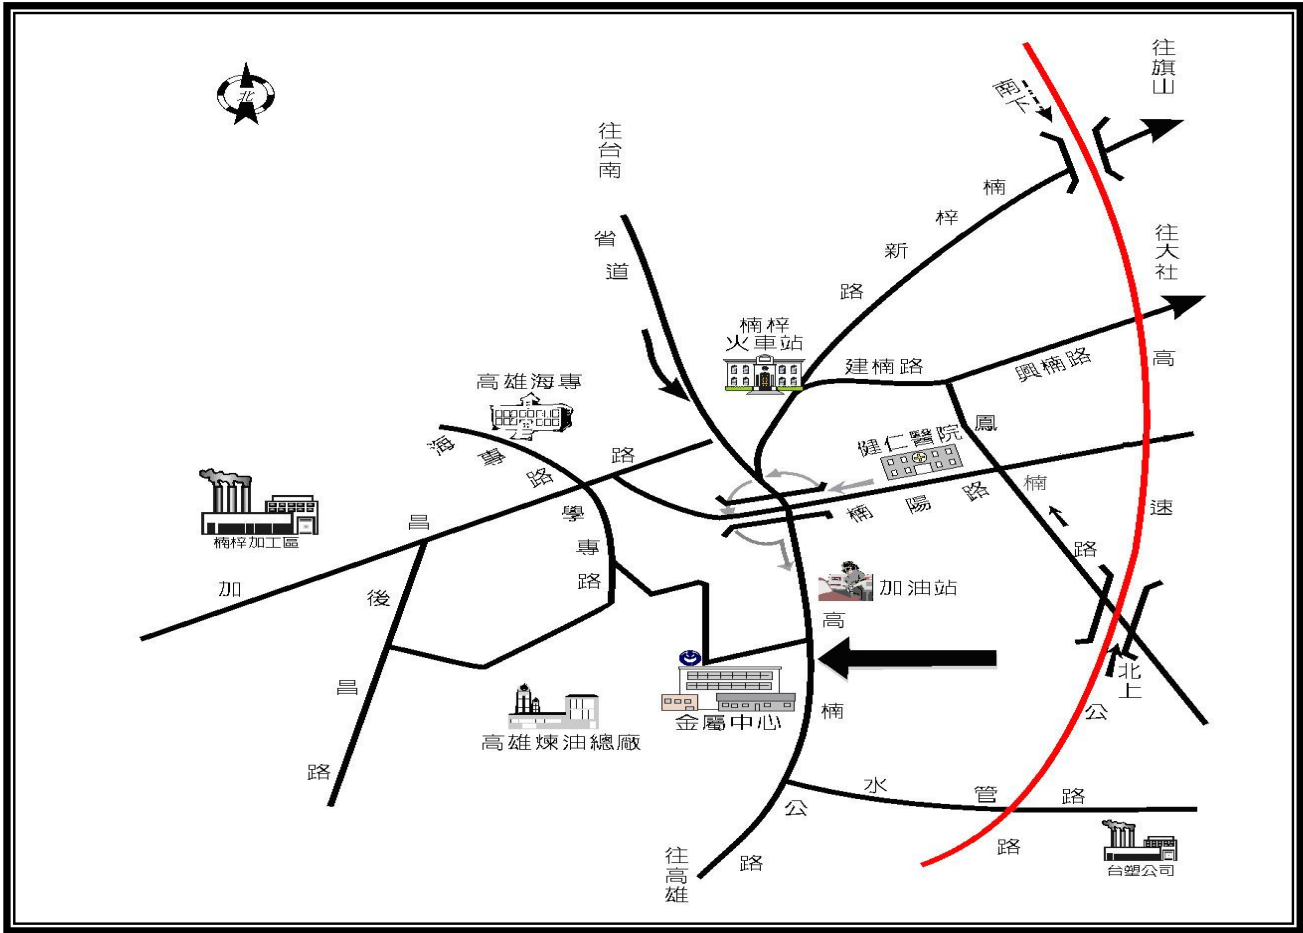 北
往旗山
南下
往台南
楠梓新路
省道
往大社
楠梓
火車站
建楠路
興楠路
高雄海專
海專路
加昌路
健仁醫院
鳳楠路
楠陽路
高速公路
楠梓加工區
學專路
後昌路
加油站
高楠公路
北上
金屬中心
高雄煉油總廠
水管路
往高雄
台塑公司